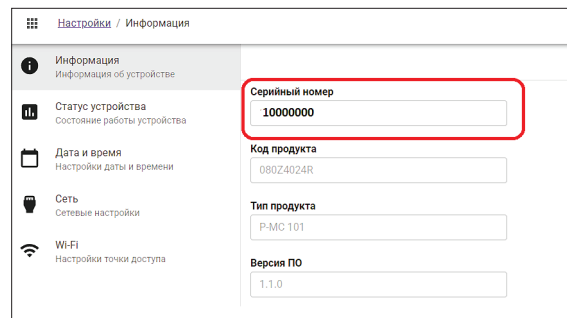 Настройки / Информация
Информация
Информация об устройстве
Статус устройства
Состояние работы устройства
Дата и время
Настройки даты и времени
Сеть
Сетевые настройки
Wi-Fi
Настройки точки доступа
Серийный номер
10000000
Код продукта
080Z4024R
Тип продукта
P-MC 101
Версия ПО
1.1.0